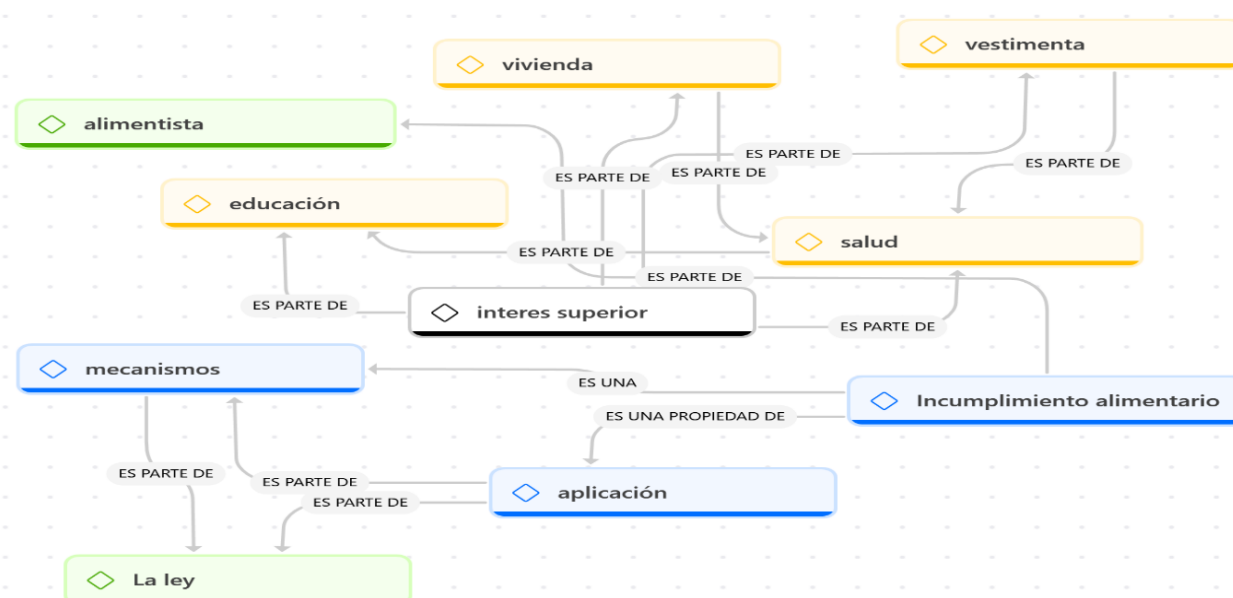 vestimenta
vivienda
alimentista
ES PARTE DE
ES PARTE DE
ES PARTE DE
ES PARTE DE
educación
salud
ES PARTE DE
ES PARTE DE
ES PARTE DE
interes superior
ES PARTE DE
mecanismos
ES UNA
Incumplimiento alimentario
ES UNA PROPIEDAD DE
ES PARTE DE
ES PARTE DE
aplicación
ES PARTE DE
La ley